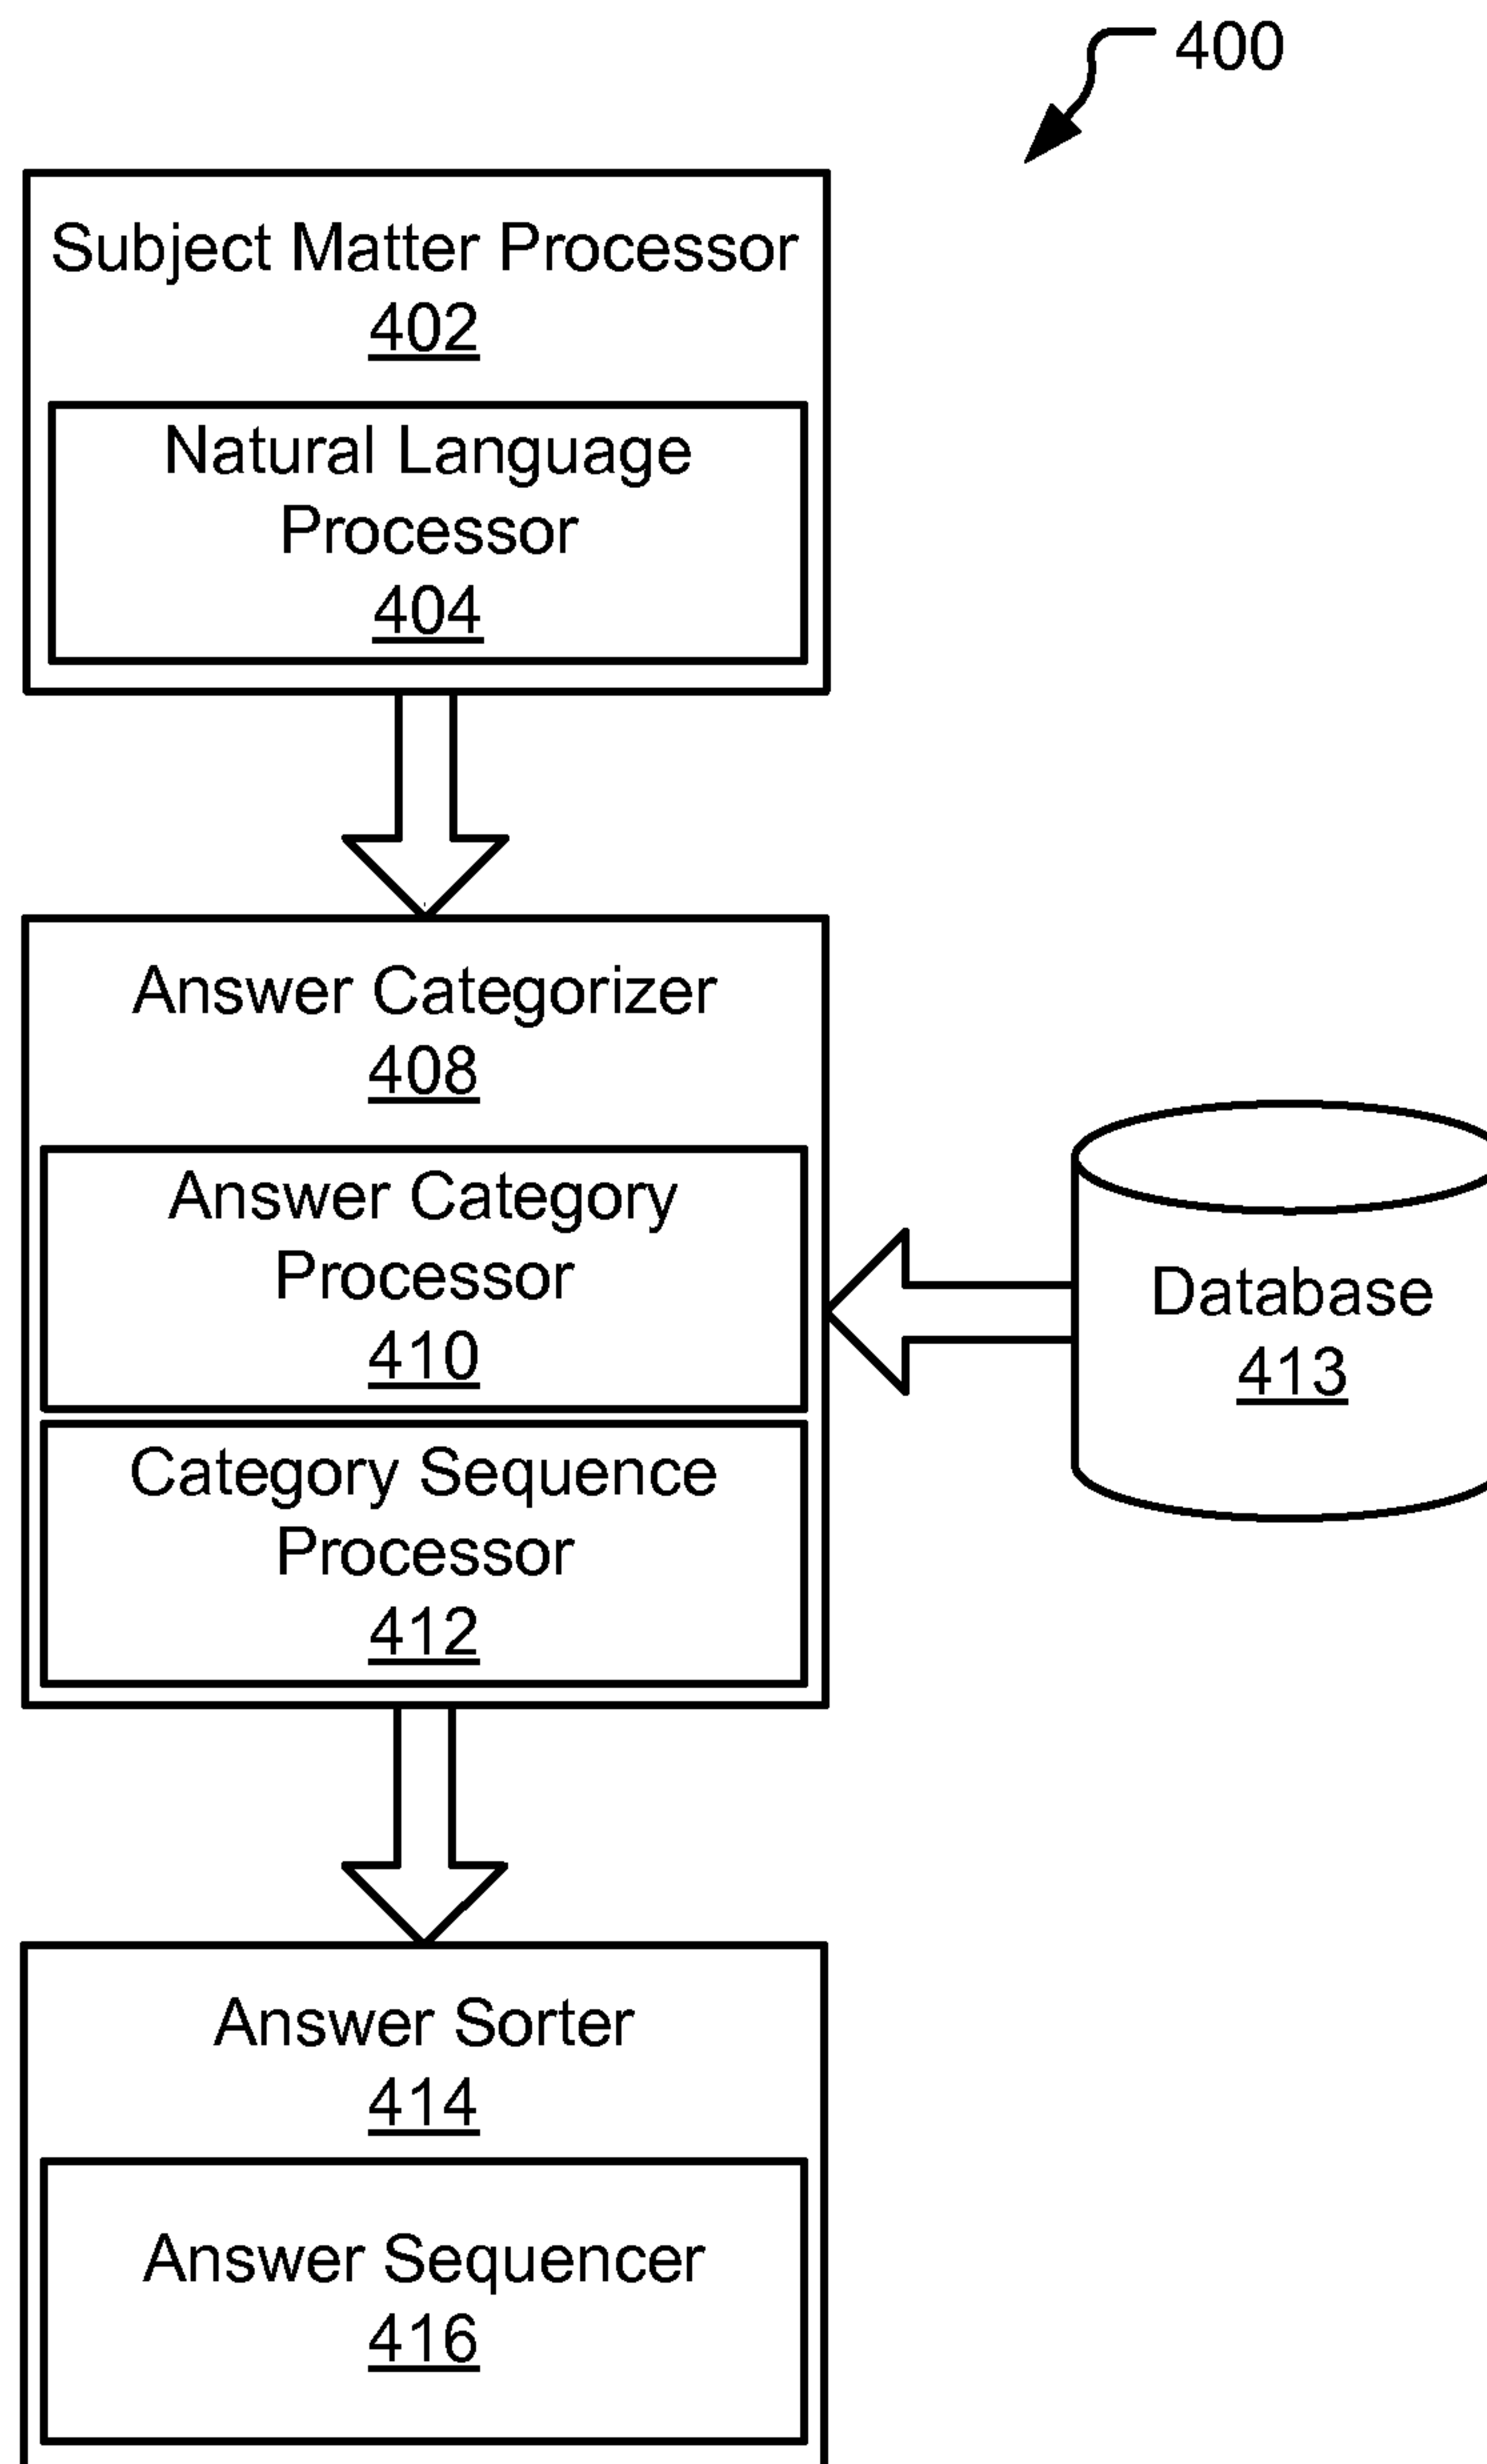 400
Subject Matter Processor
402
Natural Language
Processor
404
Answer Categorizer
408
Answer Category
Processor
410
Category Sequence
Processor
412
Database
413
Answer Sorter
414
Answer Sequencer
416